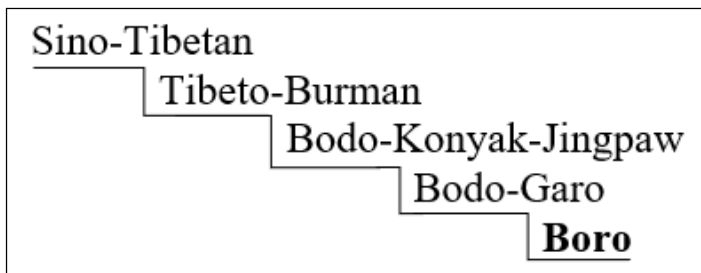 Sino-Tibetan
Tibeto-Burman
Bodo-Konyak-Jingpaw
Bodo-Garo
Boro